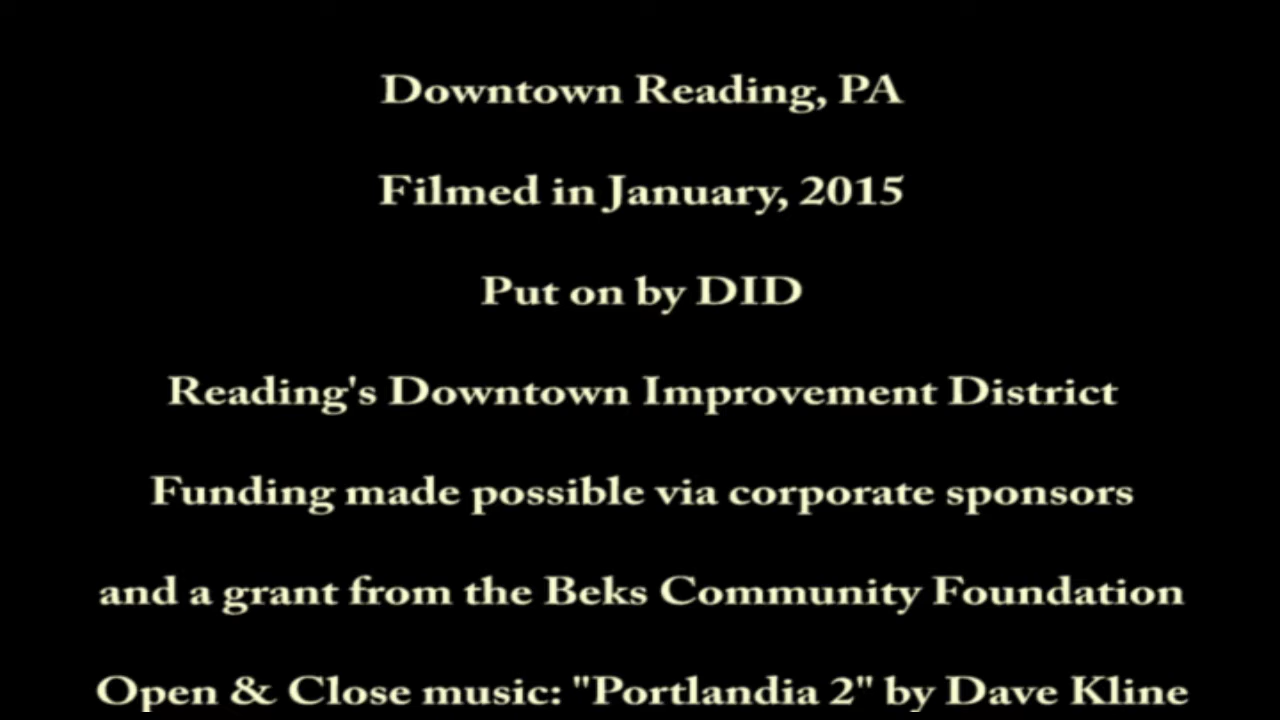 Downtown Reading, PA
Filmed in January, 2015
Put on by DID
Reading's Downtown Improvement District
Funding made possible via corporate sponsors
and a grant from the Beks Community Foundation
Open & Close music: "Portlandia 2" by Dave Kline